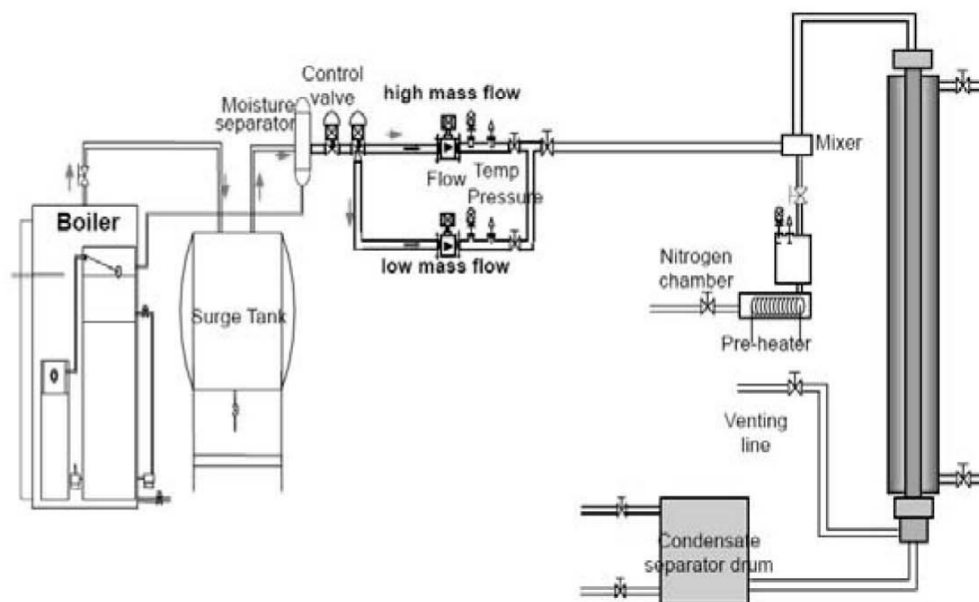 Control
valve
high mass flow
Moisture
separator
Mixer
Flow
Temp
Pressure
Boiler
low mass flow
Nitrogen
chamber
Surge Tank
Pre-heater
Venting
line
Condensate
separator drum